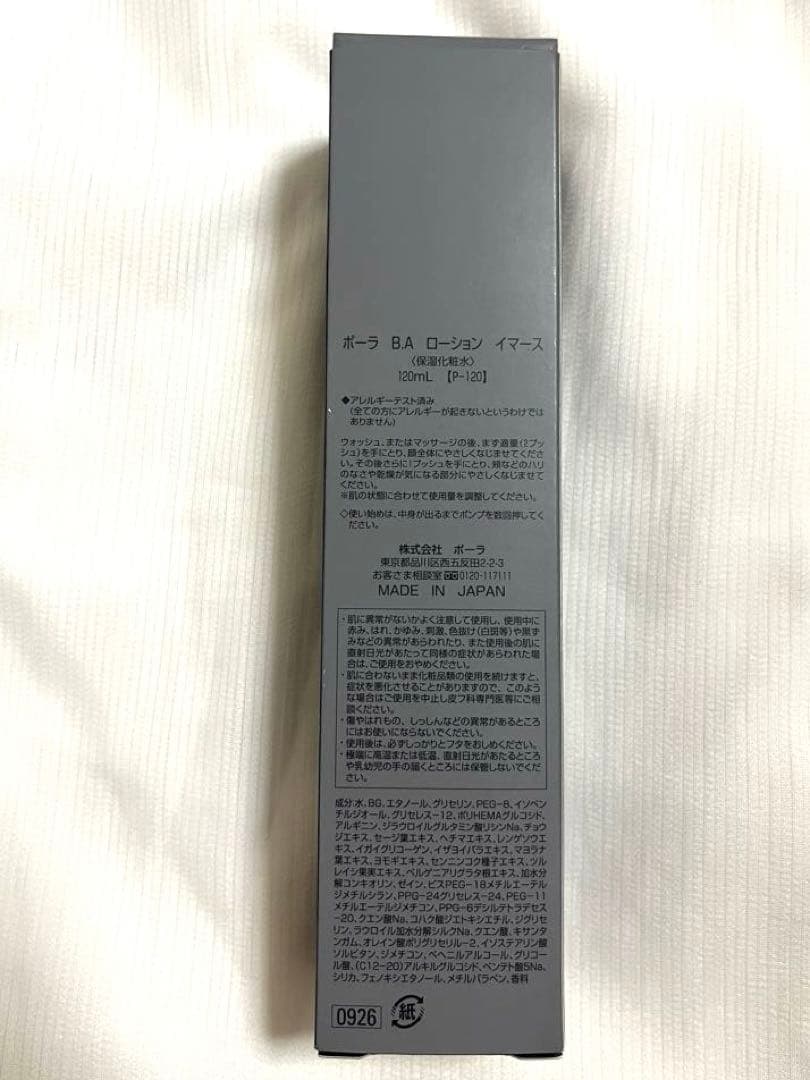 ポーラ B.A ローション イマース
〈保湿化粧水〉
120mL 【P-120】
◆アレルギーテスト済み
(全ての方にアレルギーが起きないというわけでは
ありません)
ウォッシュ、またはマッサージの後、まず適量(2プッ
シュ)を手にとり、顔全体にやさしくなじませてくださ
い。その後さらに1プッシュを手にとり、頬などのハリ
のなさや乾燥が気になる部分にやさしくなじませて
ください。
※肌の状態に合わせて使用量を調整してください。
◇使い始めは、中身が出るまでポンプを数回押してく
ださい。
株式会社 ポーラ
東京都品川区西五反田2-2-3
お客さま相談室 0120-117111
MADE IN JAPAN
・肌に異常がないかよく注意して使用し、使用中に
赤み、はれ、かゆみ、刺激、色抜け(白斑等)や黒ず
みなどの異常があらわれたり、また使用後の肌に
直射日光があたって同様の症状があらわれた場
合は、ご使用をおやめください。
・肌に合わないまま化粧品類の使用を続けますと、
症状を悪化させることがありますので、このよう
な場合はご使用を中止し皮フ科専門医等にご相
談ください。
・傷やはれもの、しっしんなどの異常があるところ
にはお使いにならないでください。
・使用後は、必ずしっかりとフタをおしめください。
・極端に高温または低温、直射日光があたるところ
や乳幼児の手の届くところには保管しないでくだ
さい。
成分:水、BG、エタノール、グリセリン、PEG-8、イソペン
チルジオール、グリセレス-12、ポリHEMAグルコシド、
アルギニン、ジラウロイルグルタミン酸リシンNa、チョウ
ジエキス、セージ葉エキス、ヘチマエキス、レンゲソウエ
キス、イガイグリコーゲン、イザヨイバラエキス、マヨラナ
葉エキス、ヨモギエキス、センニンコク種子エキス、ツル
レイシ果実エキス、ベルゲニアリグラタ根エキス、加水分
解コンキオリン、ゼイン、ビスPEG-18メチルエーテル
ジメチルシラン、PPG-24グリセレス-24、PEG-11
メチルエーテルジメチコン、PPG-6デシルテトラデセス
-20、クエン酸Na、コハク酸ジエトキシエチル、ジグリセ
リン、ラウロイル加水分解シルクNa、クエン酸、キサンタ
ンガム、オレイン酸ポリグリセリル-2、イソステアリン酸
ソルビタン、ジメチコン、ベヘニルアルコール、グリコー
ル酸、(C12-20)アルキルグルコシド、ペンテト酸5Na、
シリカ、フェノキシエタノール、メチルパラベン、香料
0926
紙